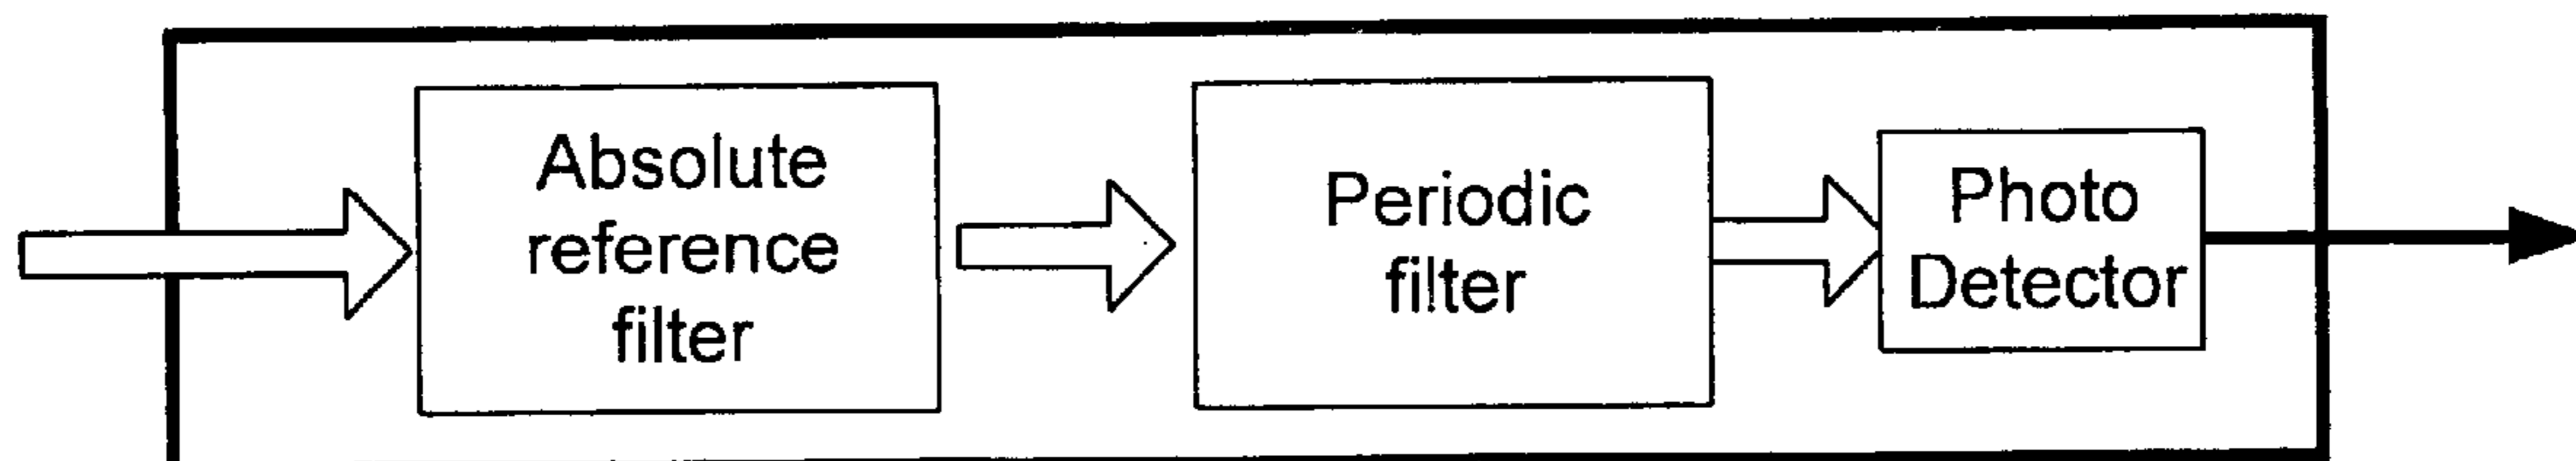 Absolute
reference
filter
Periodic
filter
Photo
Detector